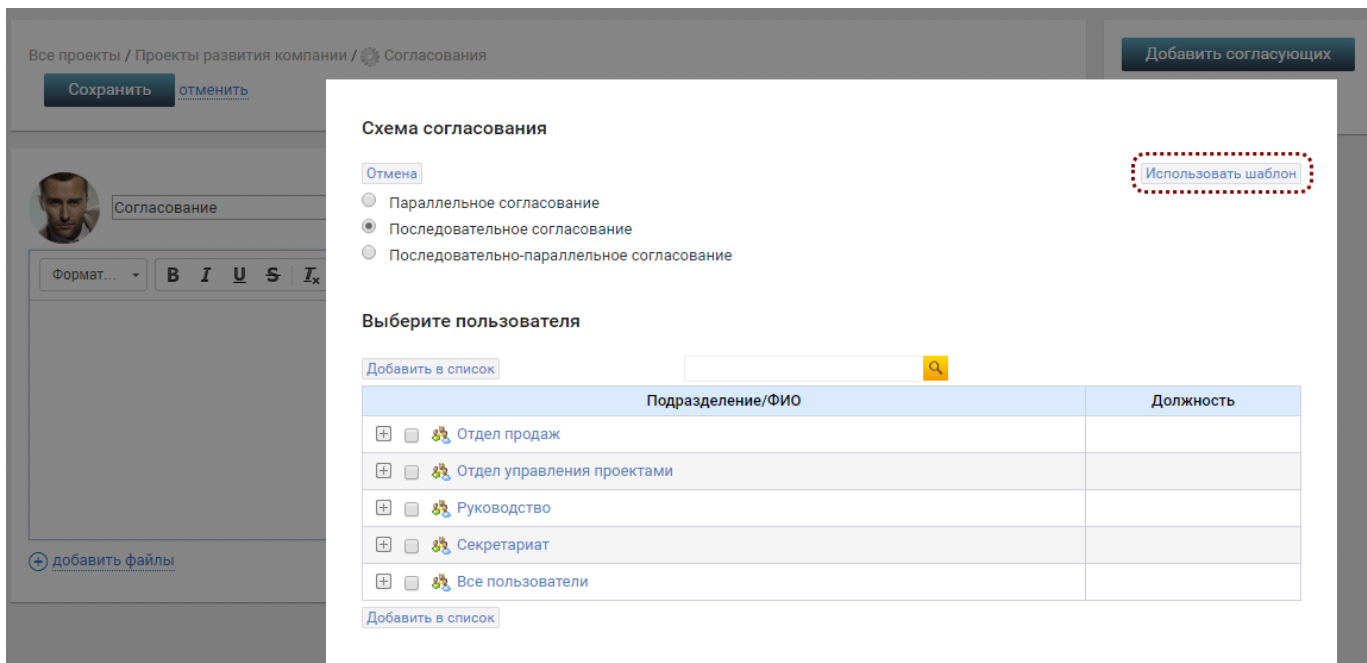 Все проекты / Проекты развития компании / Согласования
Добавить согласующих
Сохранить отменить
Схема согласования
Отмена
Использовать шаблон
Параллельное согласование
Согласование
Последовательное согласование
Последовательно-параллельное согласование
Формат... B I U S Ix
Выберите пользователя
Добавить в список
Подразделение/ФИО Должность
Отдел продаж
Отдел управления проектами
Руководство
Секретариат
добавить файлы
Все пользователи
Добавить в список